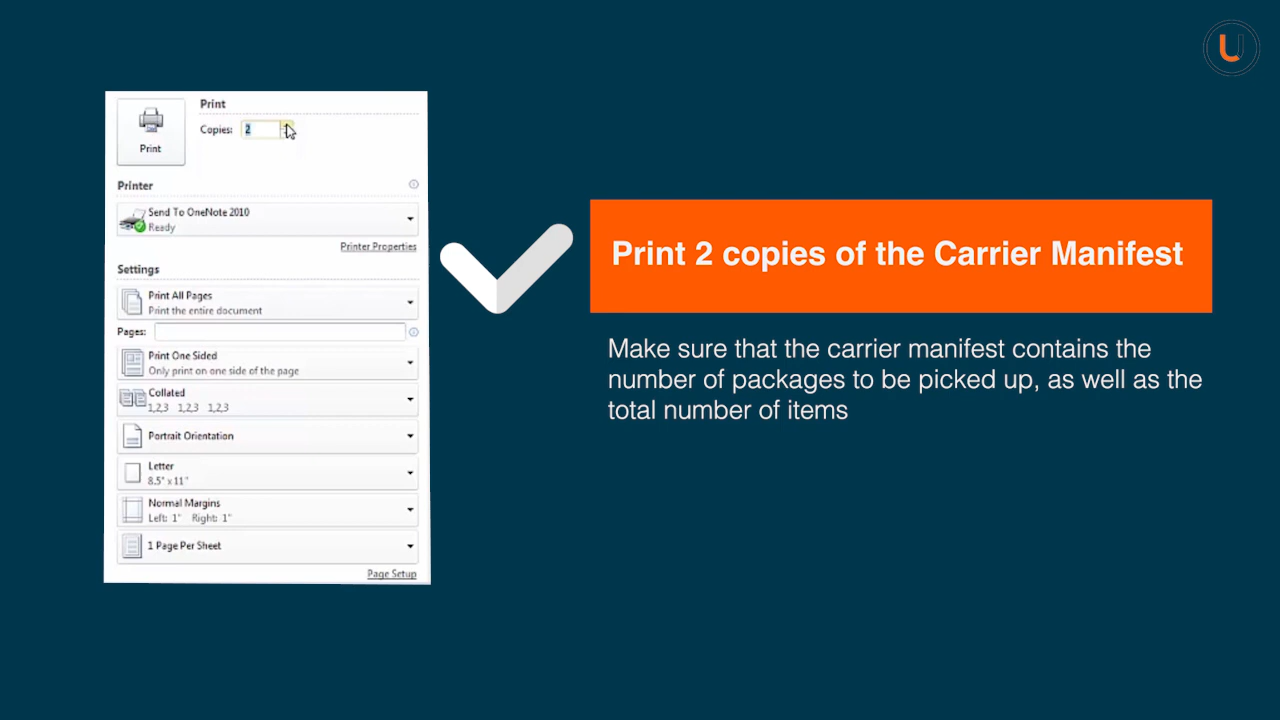 Print
Copies: 2
Print
Printer
Send To OneNote 2010
Ready
Printer Properties
Settings
Print All Pages
Print the entire document
Pages:
Print One Sided
Only print on one side of the page
Collated
1,2,3 1,2,3 1,2,3
Portrait Orientation
Letter
8.5" x 11"
Normal Margins
Left: 1" Right: 1"
1 Page Per Sheet
Page Setup
U
Print 2 copies of the Carrier Manifest
Make sure that the carrier manifest contains the
number of packages to be picked up, as well as the
total number of items